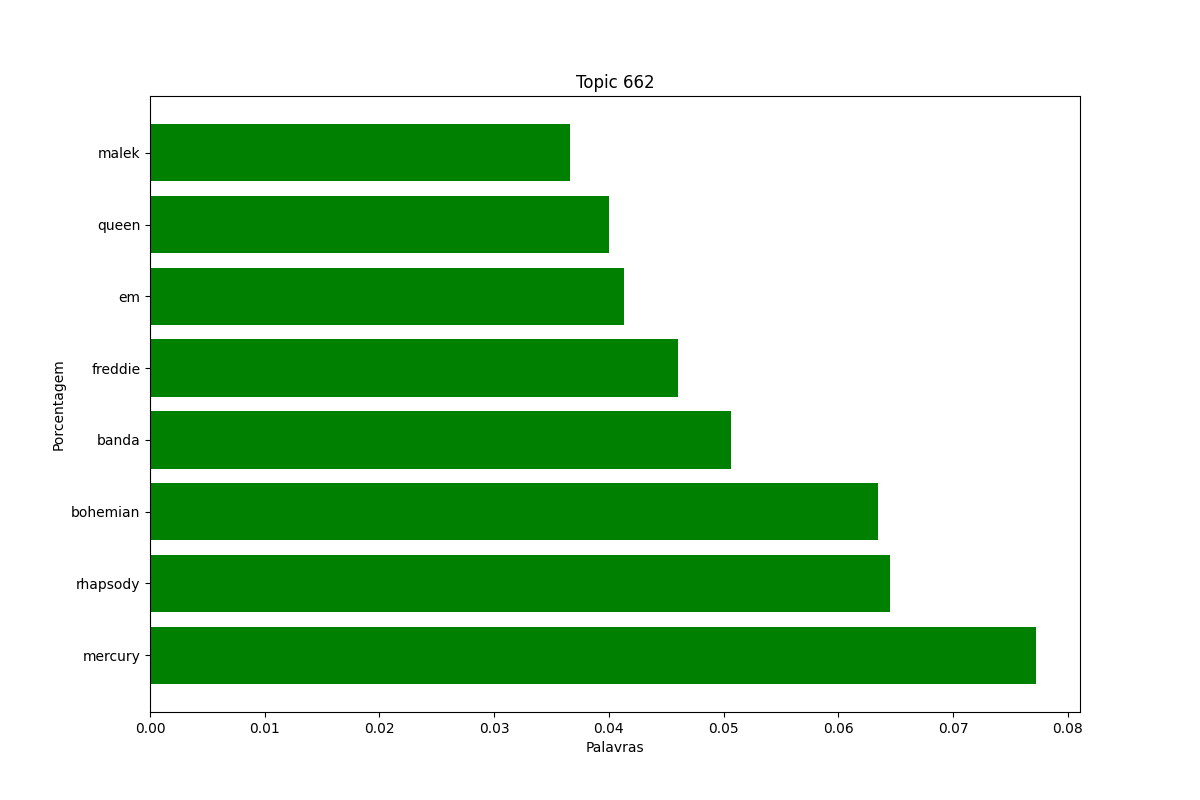 Topic 662
malek
queen
em
freddie
banda
bohemian
rhapsody
mercury
Porcentagem
0.00 0.01 0.02 0.03 0.04 0.05 0.06 0.07 0.08
Palavras